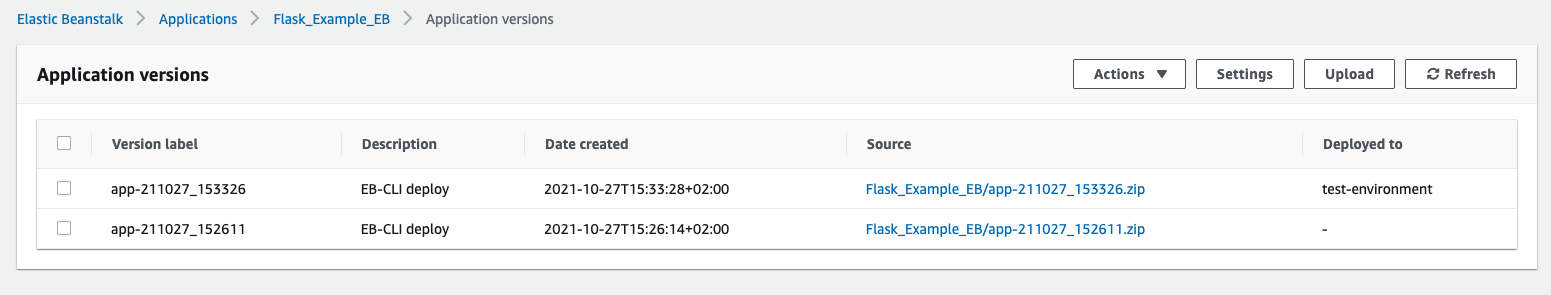 Elastic Beanstalk > Applications > Flask_Example_EB > Application versions
Application versions Actions Settings Upload Refresh
Version label Description Date created Source Deployed to
app-211027_153326 EB-CLI deploy 2021-10-27T15:33:28+02:00 Flask_Example_EB/app-211027_153326.zip test-environment
app-211027_152611 EB-CLI deploy 2021-10-27T15:26:14+02:00 Flask_Example_EB/app-211027_152611.zip -